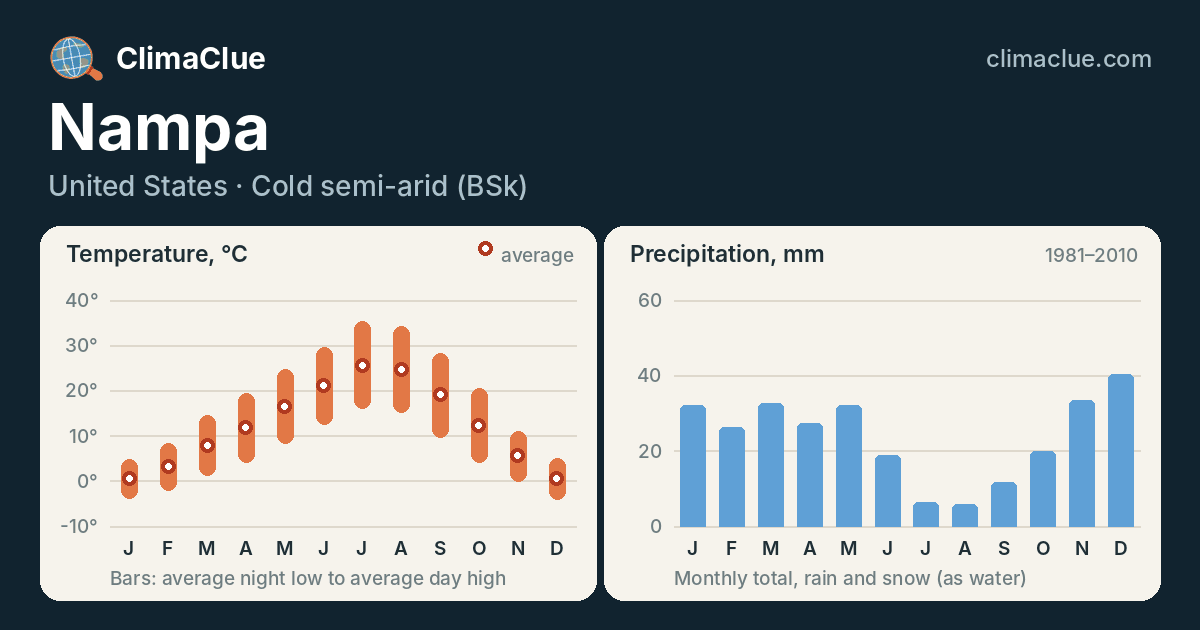 ClimaClue
climaclue.com
Nampa
United States · Cold semi-arid (BSk)
Temperature, °C
average
40°
30°
20°
10°
0°
-10°
J F M A M J J A S O N D
Bars: average night low to average day high
Precipitation, mm
1981–2010
60
40
20
0
J F M A M J J A S O N D
Monthly total, rain and snow (as water)